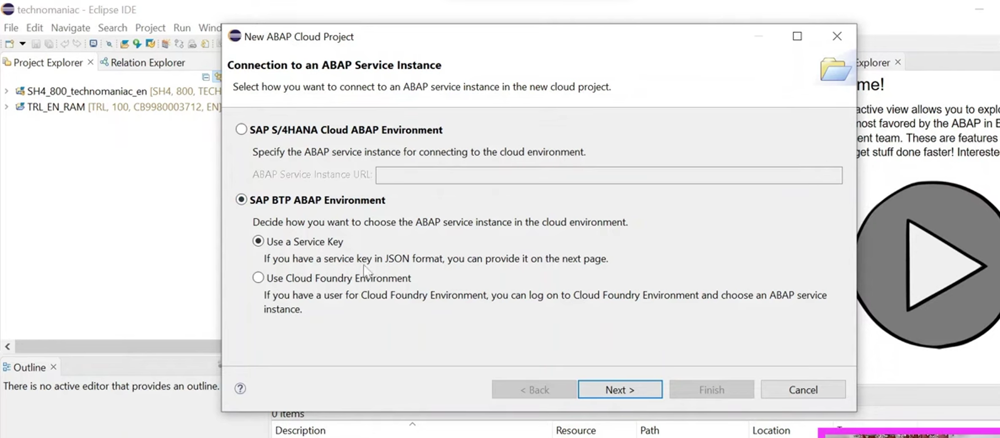 technomaniac - Eclipse IDE
File Edit Navigate Search Project Run Wind
Project Explorer
Relation Explorer
SH4_800_technomaniac_en [SH4, 800, TECH
TRL_EN_RAM [TRL, 100, CB9980003712, EN]
Outline
There is no active editor that provides an outline.
New ABAP Cloud Project
Connection to an ABAP Service Instance
Select how you want to connect to an ABAP service instance in the new cloud project.
SAP S/4HANA Cloud ABAP Environment
Specify the ABAP service instance for connecting to the cloud environment.
ABAP Service Instance URL:
SAP BTP ABAP Environment
Decide how you want to choose the ABAP service instance in the cloud environment.
Use a Service Key
If you have a service key in JSON format, you can provide it on the next page.
Use Cloud Foundry Environment
If you have a user for Cloud Foundry Environment, you can log on to Cloud Foundry Environment and choose an ABAP service
instance.
< Back
Next >
Finish
Cancel
Explorer
me!
active view allows you to explo
most favored by the ABAP in E
ent team. These are features
get stuff done faster! Intereste
0 items
Description Resource Path Location